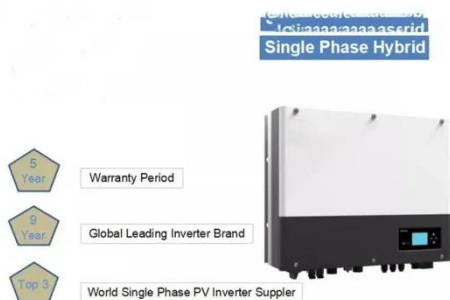 Single Phase Hybrid
5
Year
Warranty Period
9
Year
Global Leading Inverter Brand
Top 3
World Single Phase PV Inverter Suppler